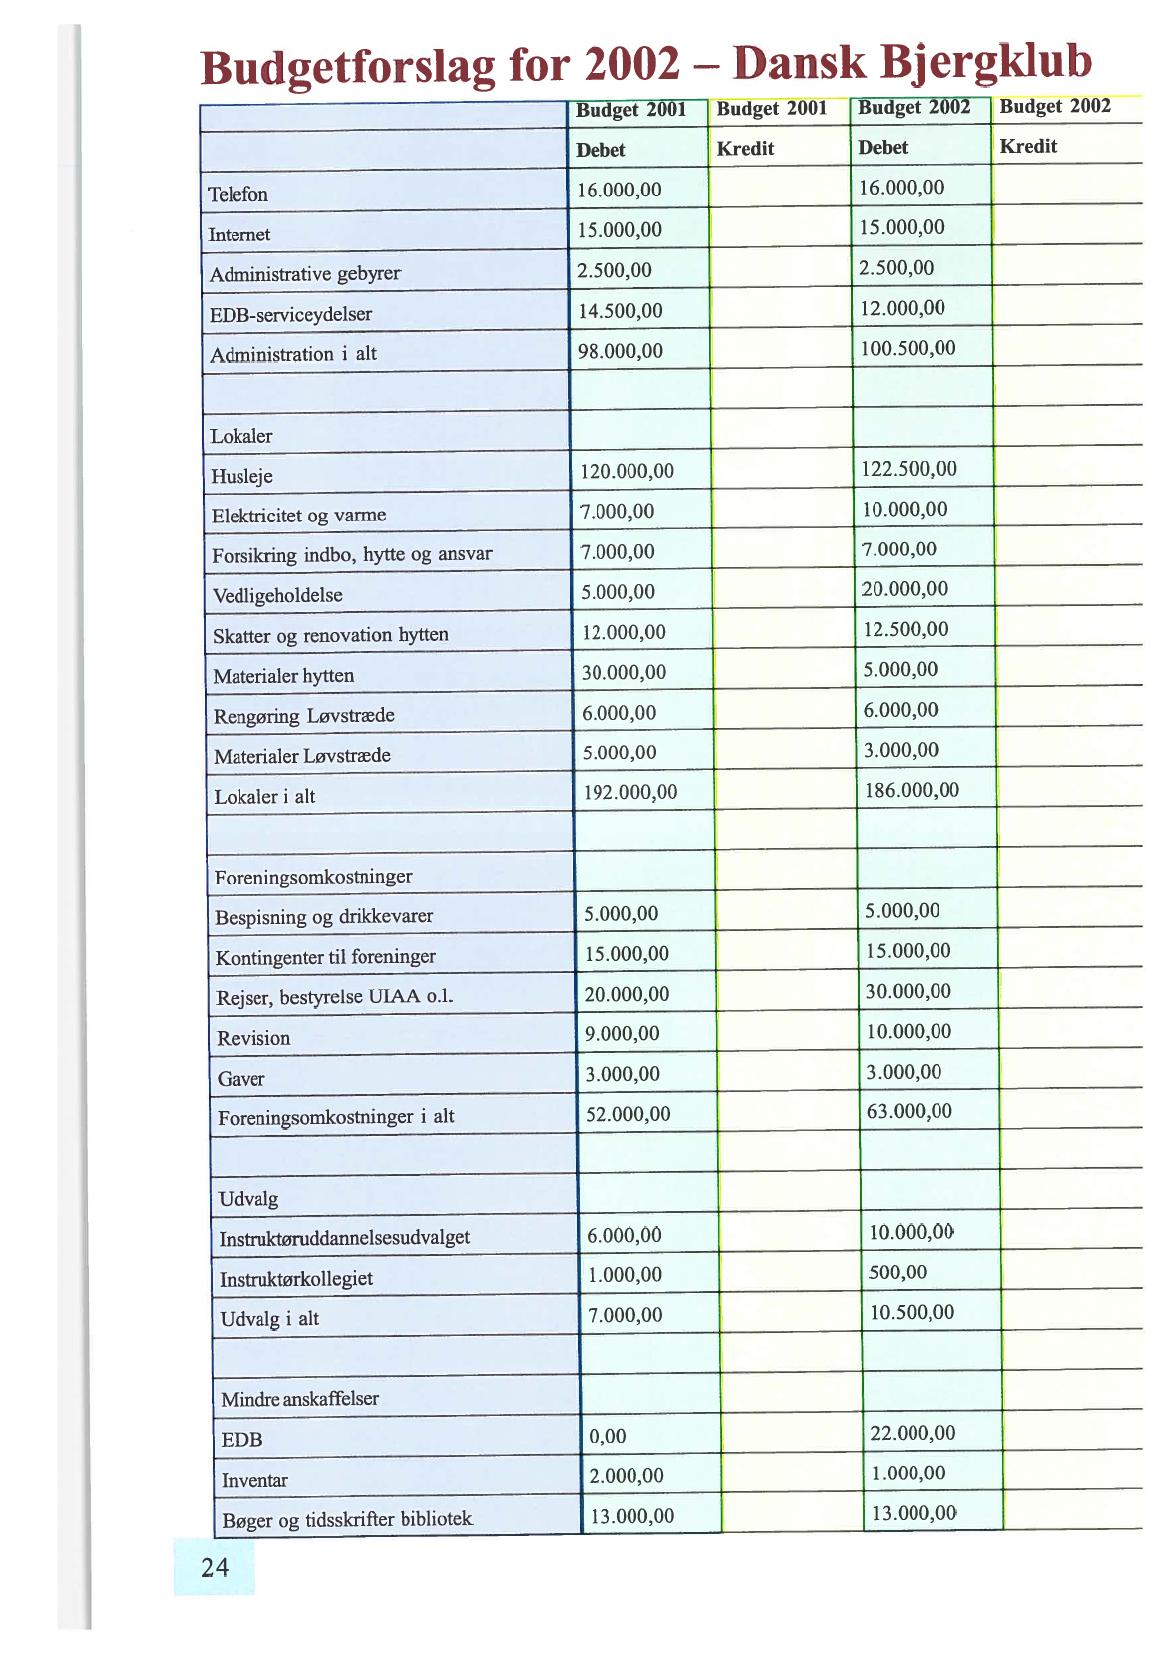 Budgetforslag for 2002 – Dansk Bjergklub
Budget 2001 Budget 2001 Budget 2002 Budget 2002
Debet Kredit Debet Kredit
Telefon 16.000,00 16.000,00
Internet 15.000,00 15.000,00
Administrative gebyrer 2.500,00 2.500,00
EDB-serviceydelser 14.500,00 12.000,00
Administration i alt 98.000,00 100.500,00
Lokaler
Husleje 120.000,00 122.500,00
Elektricitet og varme 7.000,00 10.000,00
Forsikring indbo, hytte og ansvar 7.000,00 7.000,00
Vedligeholdelse 5.000,00 20.000,00
Skatter og renovation hytten 12.000,00 12.500,00
Materialer hytten 30.000,00 5.000,00
Rengøring Løvstræde 6.000,00 6.000,00
Materialer Løvstræde 5.000,00 3.000,00
Lokaler i alt 192.000,00 186.000,00
Foreningsomkostninger
Bespisning og drikkevarer 5.000,00 5.000,00
Kontingenter til foreninger 15.000,00 15.000,00
Rejser, bestyrelse UIAA o.l. 20.000,00 30.000,00
Revision 9.000,00 10.000,00
Gaver 3.000,00 3.000,00
Foreningsomkostninger i alt 52.000,00 63.000,00
Udvalg
Instruktøruddannelsesudvalget 6.000,00 10.000,00
Instruktørkollegiet 1.000,00 500,00
Udvalg i alt 7.000,00 10.500,00
Mindre anskaffelser
EDB 0,00 22.000,00
Inventar 2.000,00 1.000,00
Bøger og tidsskrifter bibliotek 13.000,00 13.000,00
24